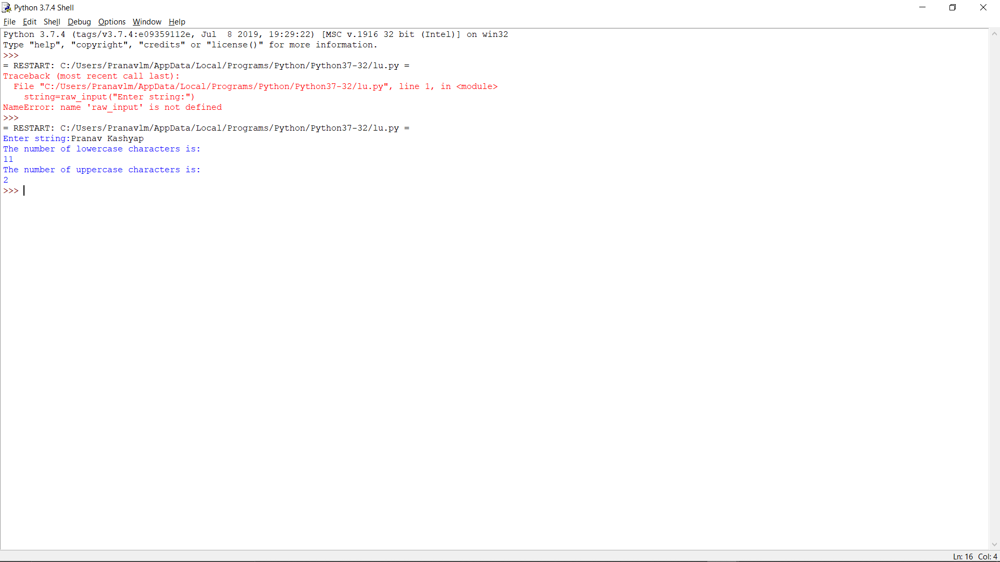 Python 3.7.4 Shell
File Edit Shell Debug Options Window Help
Python 3.7.4 (tags/v3.7.4:e09359112e, Jul  8 2019, 19:29:22) [MSC v.1916 32 bit (Intel)] on win32
Type "help", "copyright", "credits" or "license()" for more information.
>>>
= RESTART: C:/Users/Pranavlm/AppData/Local/Programs/Python/Python37-32/lu.py =
Traceback (most recent call last):
  File "C:/Users/Pranavlm/AppData/Local/Programs/Python/Python37-32/lu.py", line 1, in <module>
    string=raw_input("Enter string:")
NameError: name 'raw_input' is not defined
>>>
= RESTART: C:/Users/Pranavlm/AppData/Local/Programs/Python/Python37-32/lu.py =
Enter string:Pranav Kashyap
The number of lowercase characters is:
11
The number of uppercase characters is:
2
>>>
Ln: 16 Col: 4